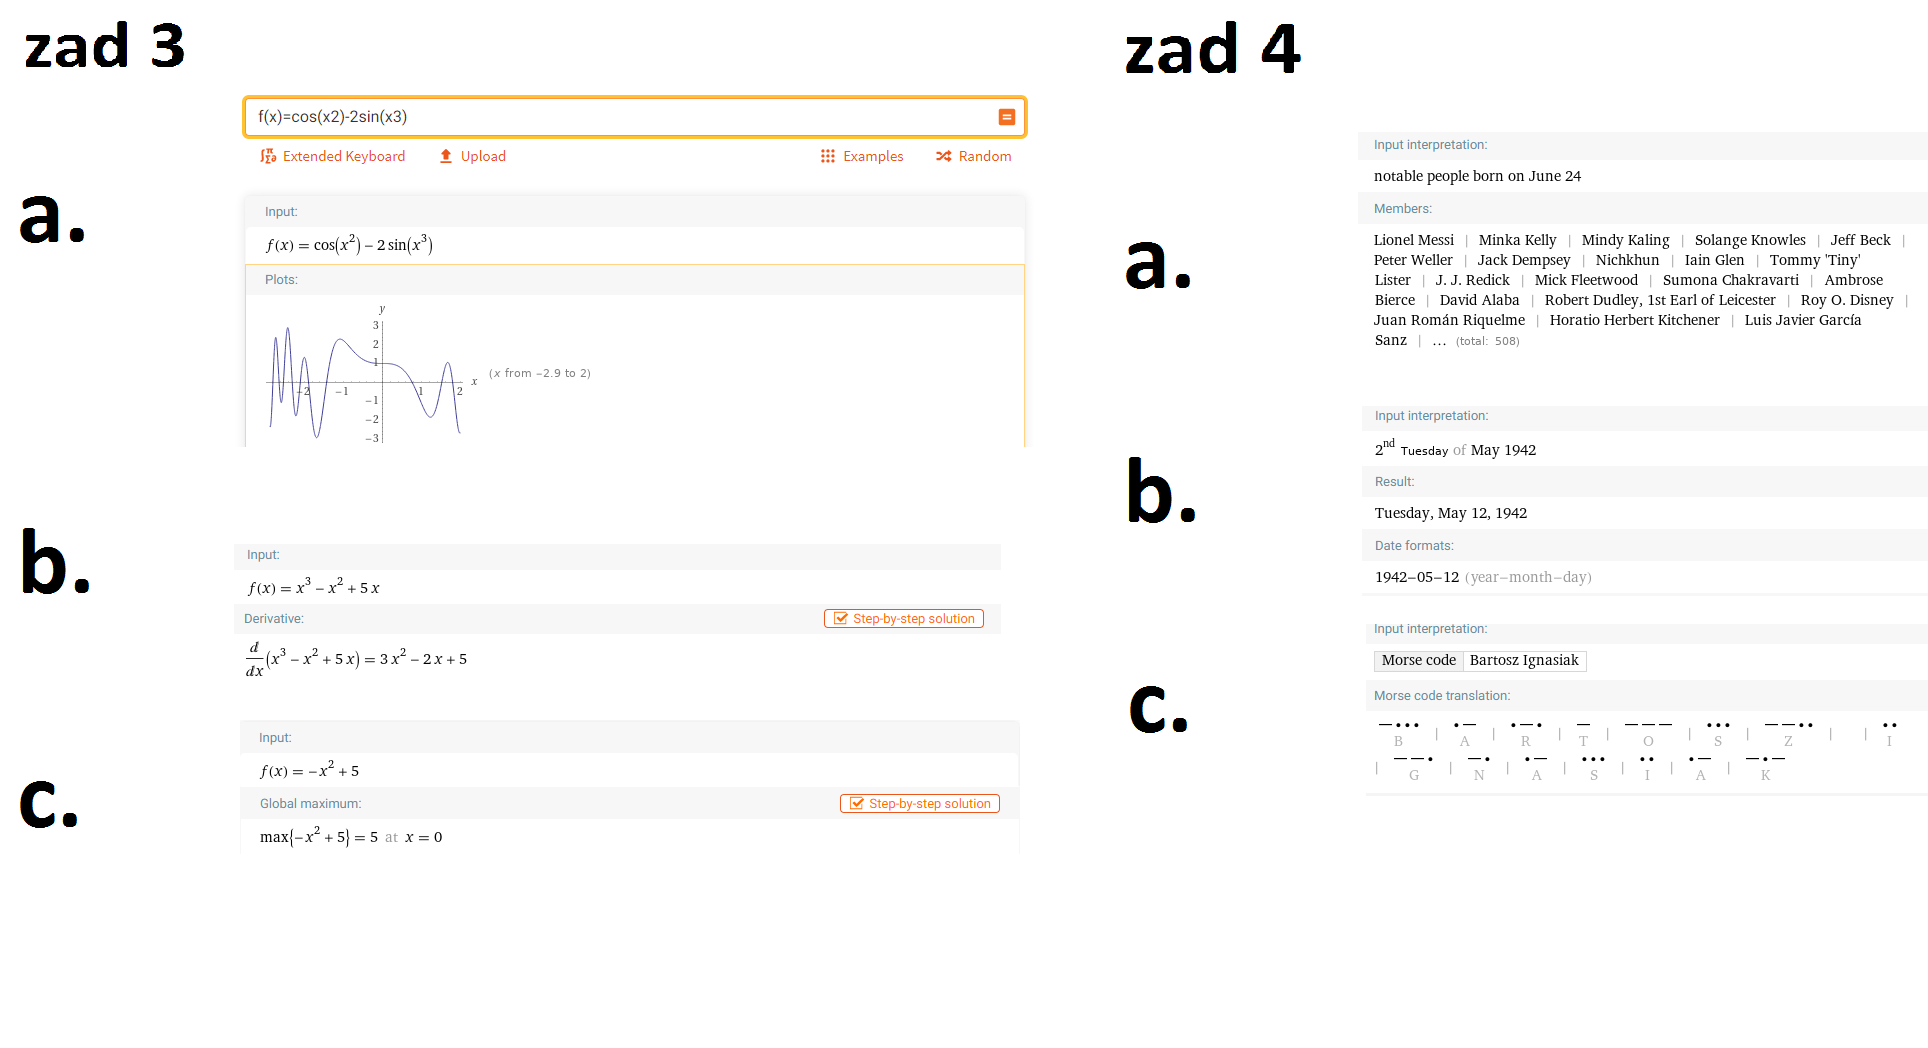 zad 3
f(x)=cos(x2)-2sin(x3)
Extended Keyboard Upload Examples Random
a.
Input:
f(x) = cos(x^2) – 2 sin(x^3)
Plots:
y
3
2
1
-2 -1 1 2 x (x from −2.9 to 2)
-1
-2
-3
b.
Input:
f(x) = x^3 – x^2 + 5 x
Derivative: Step-by-step solution
d/dx(x^3 – x^2 + 5 x) = 3 x^2 – 2 x + 5
c.
Input:
f(x) = –x^2 + 5
Global maximum: Step-by-step solution
max{–x^2 + 5} = 5 at x = 0
zad 4
a.
Input interpretation:
notable people born on June 24
Members:
Lionel Messi | Minka Kelly | Mindy Kaling | Solange Knowles | Jeff Beck |
Peter Weller | Jack Dempsey | Nichkhun | Iain Glen | Tommy 'Tiny'
Lister | J. J. Redick | Mick Fleetwood | Sumona Chakravarti | Ambrose
Bierce | David Alaba | Robert Dudley, 1st Earl of Leicester | Roy O. Disney |
Juan Román Riquelme | Horatio Herbert Kitchener | Luis Javier García
Sanz | ... (total: 508)
b.
Input interpretation:
2nd Tuesday of May 1942
Result:
Tuesday, May 12, 1942
Date formats:
1942–05–12 (year–month–day)
c.
Input interpretation:
Morse code | Bartosz Ignasiak
Morse code translation:
—••• | •— | •—• | — | ——— | ••• | ——•• | | ••
B A R T O S Z I
| ——• | —• | •— | ••• | •• | •— | —•—
G N A S I A K